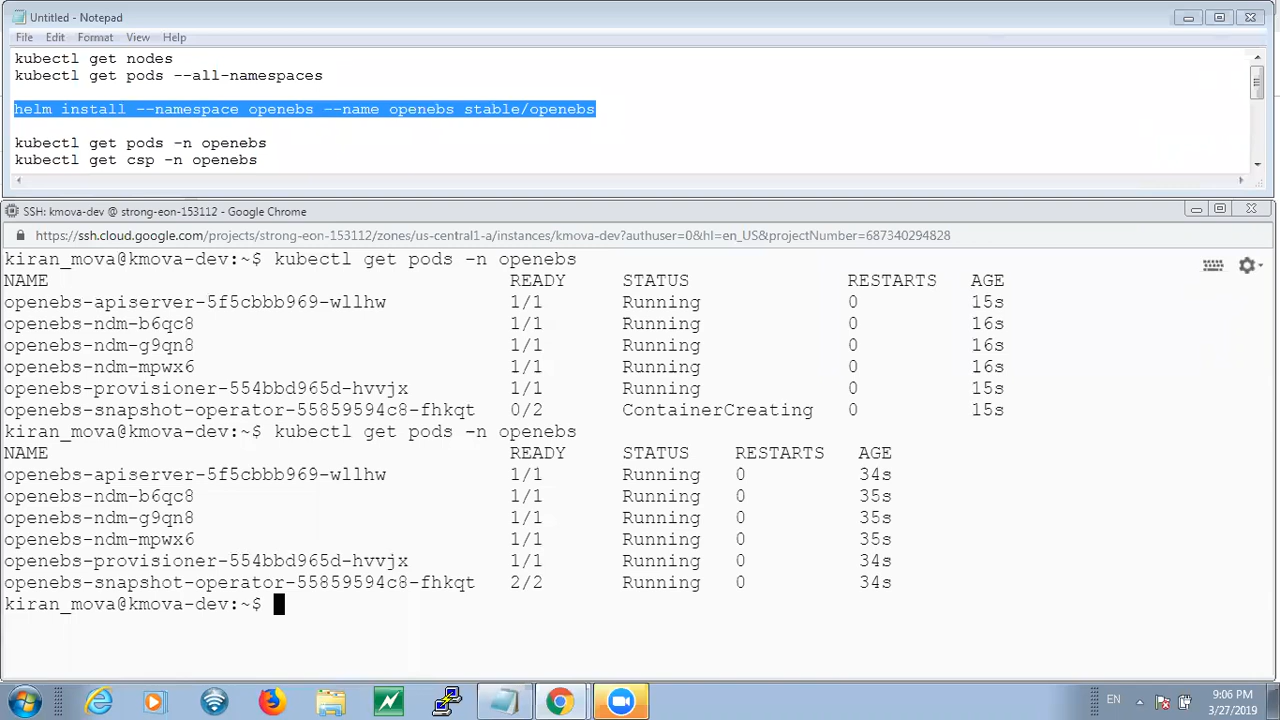 Untitled - Notepad
File Edit Format View Help
kubectl get nodes
kubectl get pods --all-namespaces
helm install --namespace openebs --name openebs stable/openebs
kubectl get pods -n openebs
kubectl get csp -n openebs
SSH: kmova-dev @ strong-eon-153112 - Google Chrome
https://ssh.cloud.google.com/projects/strong-eon-153112/zones/us-central1-a/instances/kmova-dev?authuser=0&hl=en_US&projectNumber=687340294828
kiran_mova@kmova-dev:~$ kubectl get pods -n openebs
NAME READY STATUS RESTARTS AGE
openebs-apiserver-5f5cbbb969-wllhw 1/1 Running 0 15s
openebs-ndm-b6qc8 1/1 Running 0 16s
openebs-ndm-g9qn8 1/1 Running 0 16s
openebs-ndm-mpwx6 1/1 Running 0 16s
openebs-provisioner-554bbd965d-hvvjx 1/1 Running 0 15s
openebs-snapshot-operator-55859594c8-fhkqt 0/2 ContainerCreating 0 15s
kiran_mova@kmova-dev:~$ kubectl get pods -n openebs
NAME READY STATUS RESTARTS AGE
openebs-apiserver-5f5cbbb969-wllhw 1/1 Running 0 34s
openebs-ndm-b6qc8 1/1 Running 0 35s
openebs-ndm-g9qn8 1/1 Running 0 35s
openebs-ndm-mpwx6 1/1 Running 0 35s
openebs-provisioner-554bbd965d-hvvjx 1/1 Running 0 34s
openebs-snapshot-operator-55859594c8-fhkqt 2/2 Running 0 34s
kiran_mova@kmova-dev:~$
EN
9:06 PM
3/27/2019